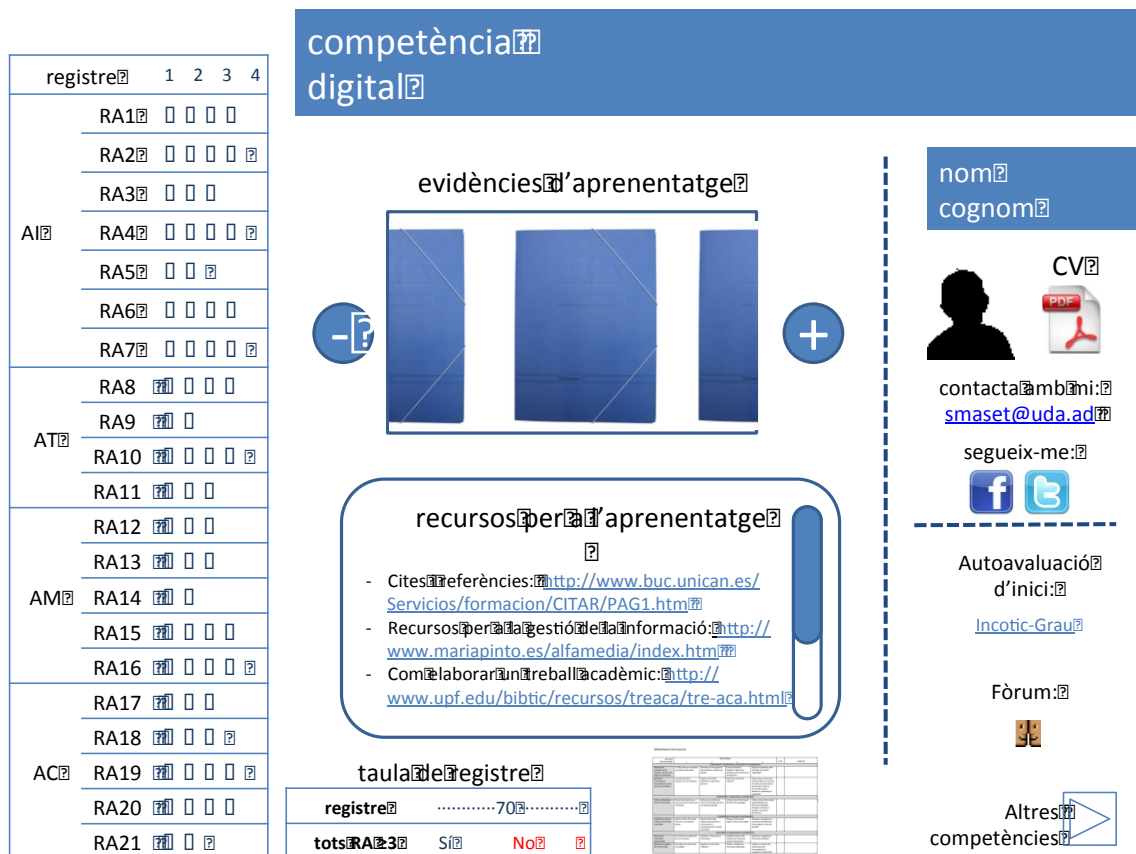 competència
digital
registre 1 2 3 4
AI
RA1
RA2
RA3
RA4
RA5
RA6
RA7
AT
RA8
RA9
RA10
RA11
AM
RA12
RA13
RA14
RA15
RA16
AC
RA17
RA18
RA19
RA20
RA21
evidències d'aprenentatge
-
+
recursos per a l'aprenentatge
- Cites i referències: http://www.buc.unican.es/
Servicios/formacion/CITAR/PAG1.htm
- Recursos per a la gestió de la informació: http://
www.mariapinto.es/alfamedia/index.htm
- Com elaborar un treball acadèmic: http://
www.upf.edu/bibtic/recursos/treaca/tre-aca.html
taula de registre
registre ············70············
tots RA ≥3 Sí No
nom
cognom
CV
PDF
contacta amb mi:
smaset@uda.ad
segueix-me:
Autoavaluació
d'inici:
Incotic-Grau
Fòrum:
Altres
competències